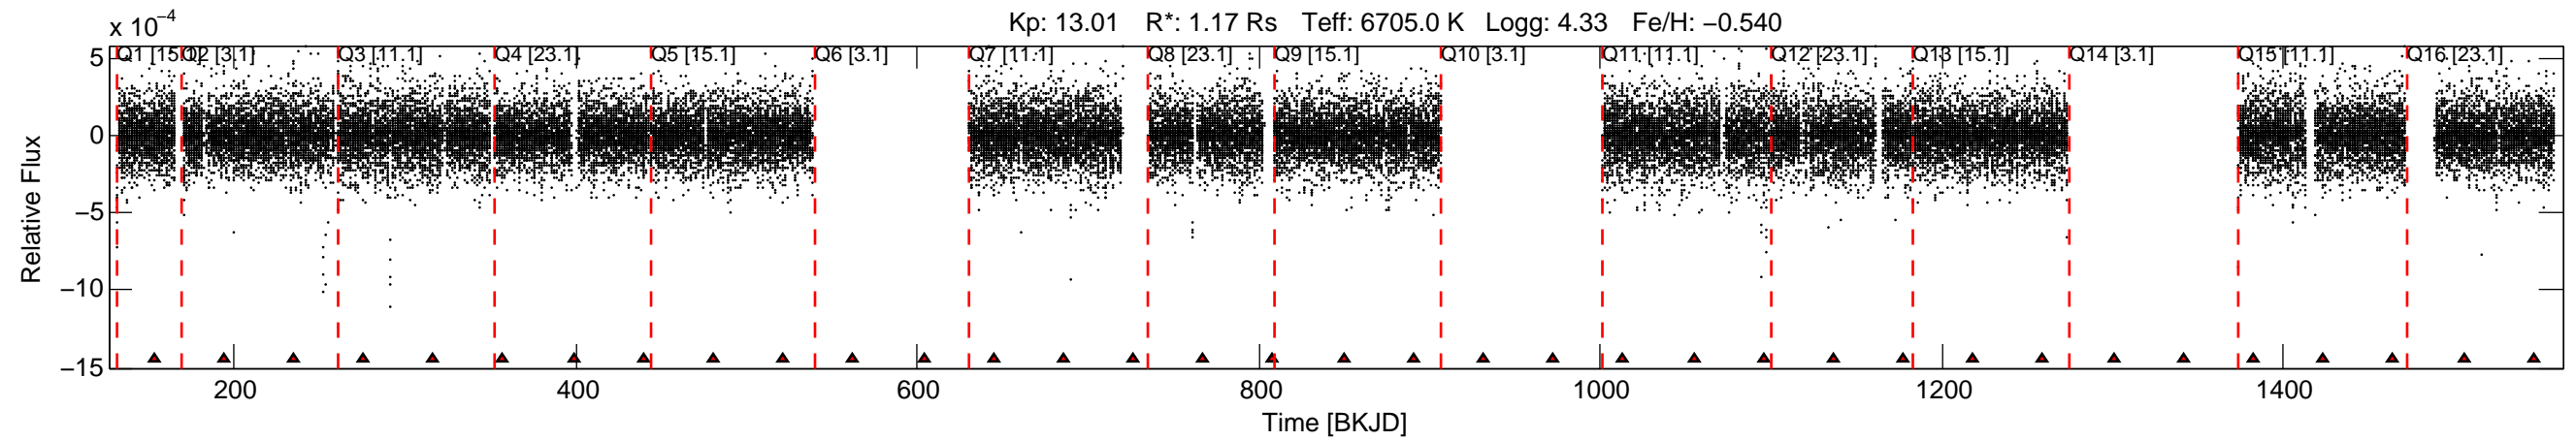 Kp: 13.01 R*: 1.17 Rs Teff: 6705.0 K Logg: 4.33 Fe/H: −0.540
x 10−4
Q1 [15.1] Q2 [3.1] Q3 [11.1] Q4 [23.1] Q5 [15.1] Q6 [3.1] Q7 [11.1] Q8 [23.1] Q9 [15.1] Q10 [3.1] Q11 [11.1] Q12 [23.1] Q13 [15.1] Q14 [3.1] Q15 [11.1] Q16 [23.1]
5
0
−5
−10
−15
Relative Flux
200 400 600 800 1000 1200 1400
Time [BKJD]